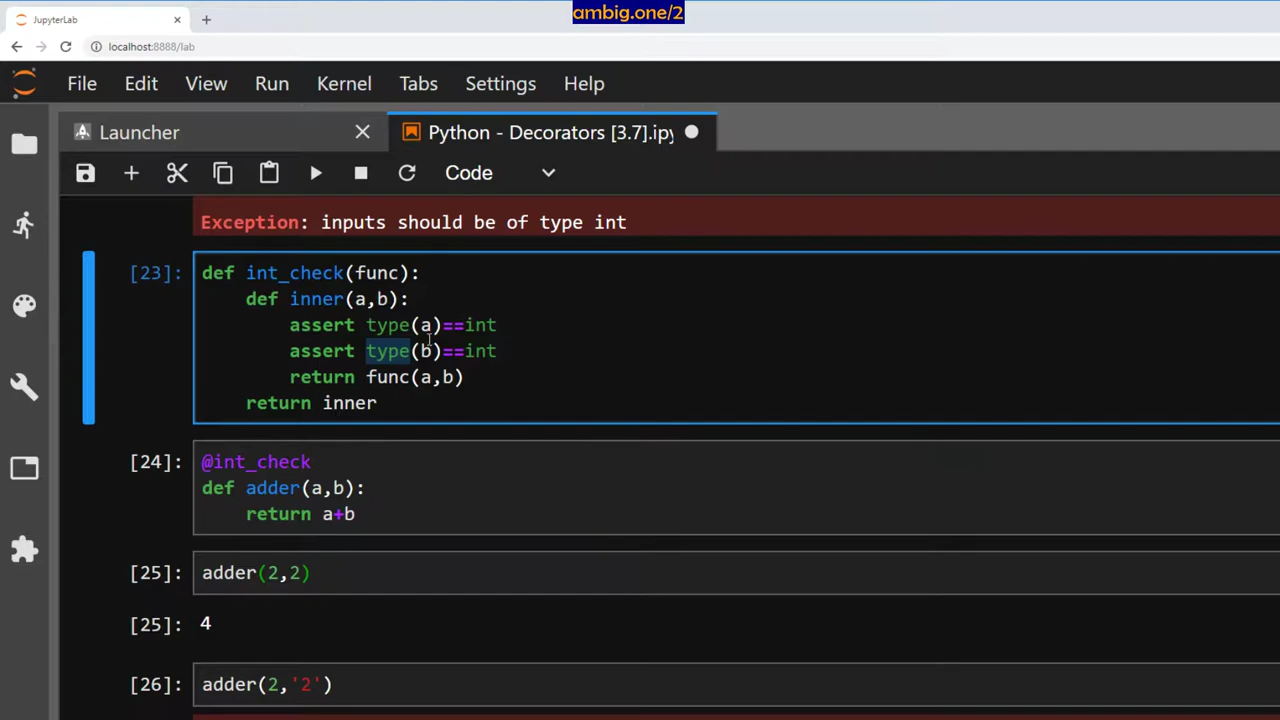 ambig.one/2
JupyterLab
localhost:8888/lab
File Edit View Run Kernel Tabs Settings Help
Launcher Python - Decorators [3.7].ipy
Code
Exception: inputs should be of type int
[23]: def int_check(func):
def inner(a,b):
assert type(a)==int
assert type(b)==int
return func(a,b)
return inner
[24]: @int_check
def adder(a,b):
return a+b
[25]: adder(2,2)
[25]: 4
[26]: adder(2,'2')